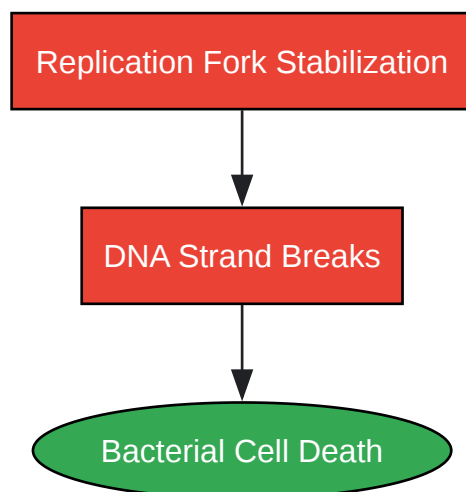 Replication Fork Stabilization
DNA Strand Breaks
Bacterial Cell Death